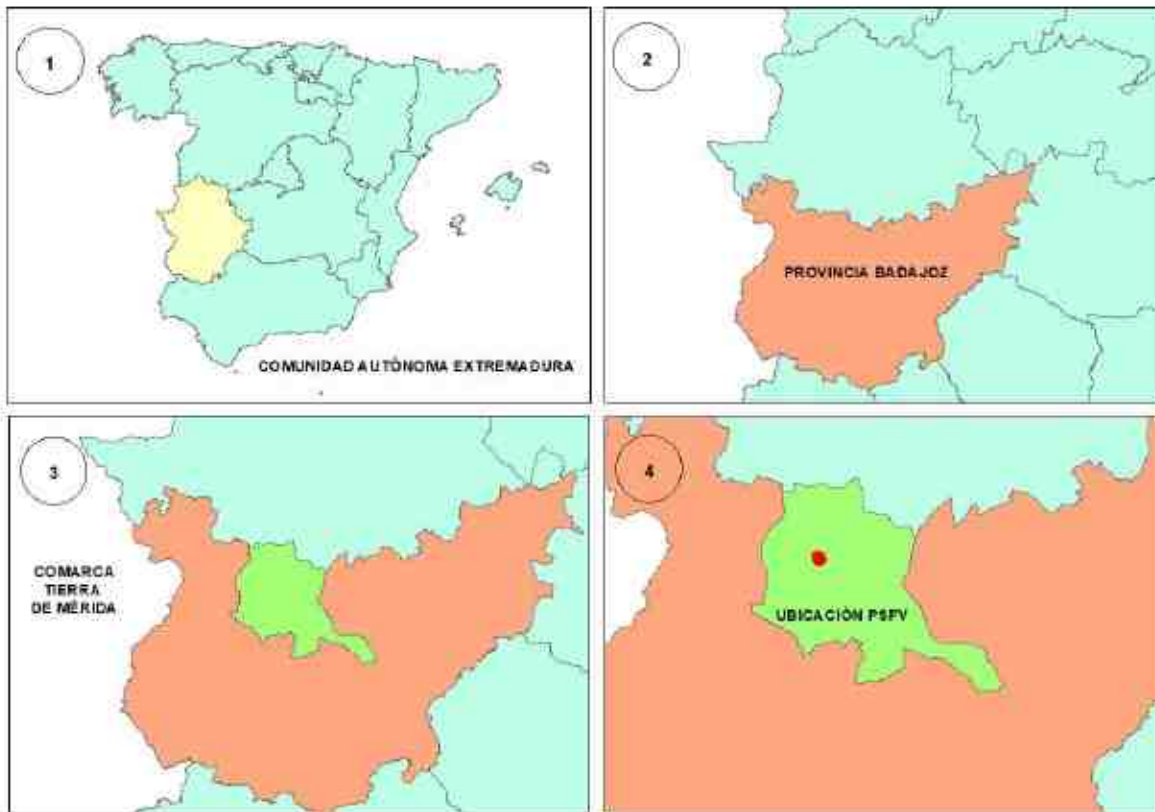 1
COMUNIDAD AUTÓNOMA EXTREMADURA
2
PROVINCIA BADAJOZ
3
COMARCA
TIERRA
DE MÉRIDA
4
UBICACIÓN PSFV